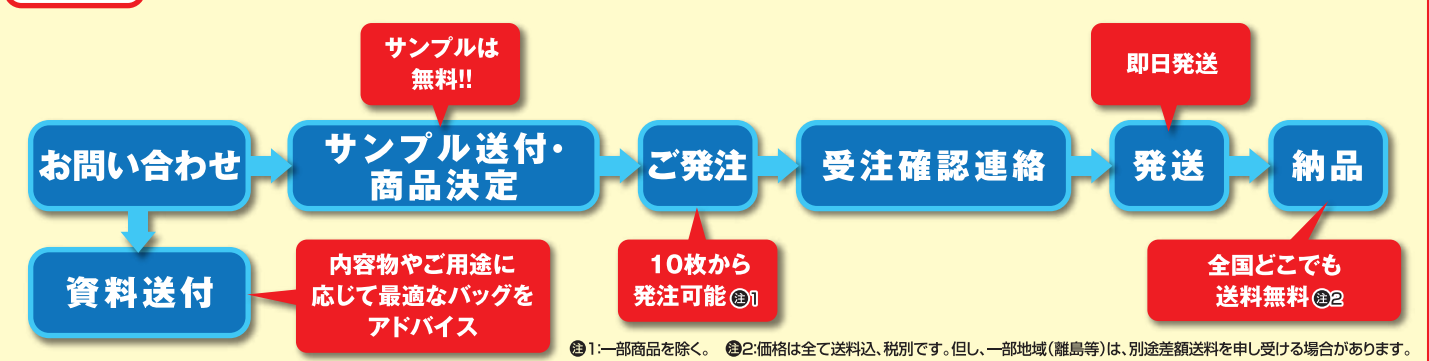 サンプルは
無料!!
即日発送
お問い合わせ
サンプル送付・
商品決定
ご発注
受注確認連絡
発送
納品
資料送付
内容物やご用途に
応じて最適なバッグを
アドバイス
10枚から
発注可能注1
全国どこでも
送料無料注2
注1:一部商品を除く。 注2:価格は全て送料込、税別です。但し、一部地域(離島等)は、別途差額送料を申し受ける場合があります。